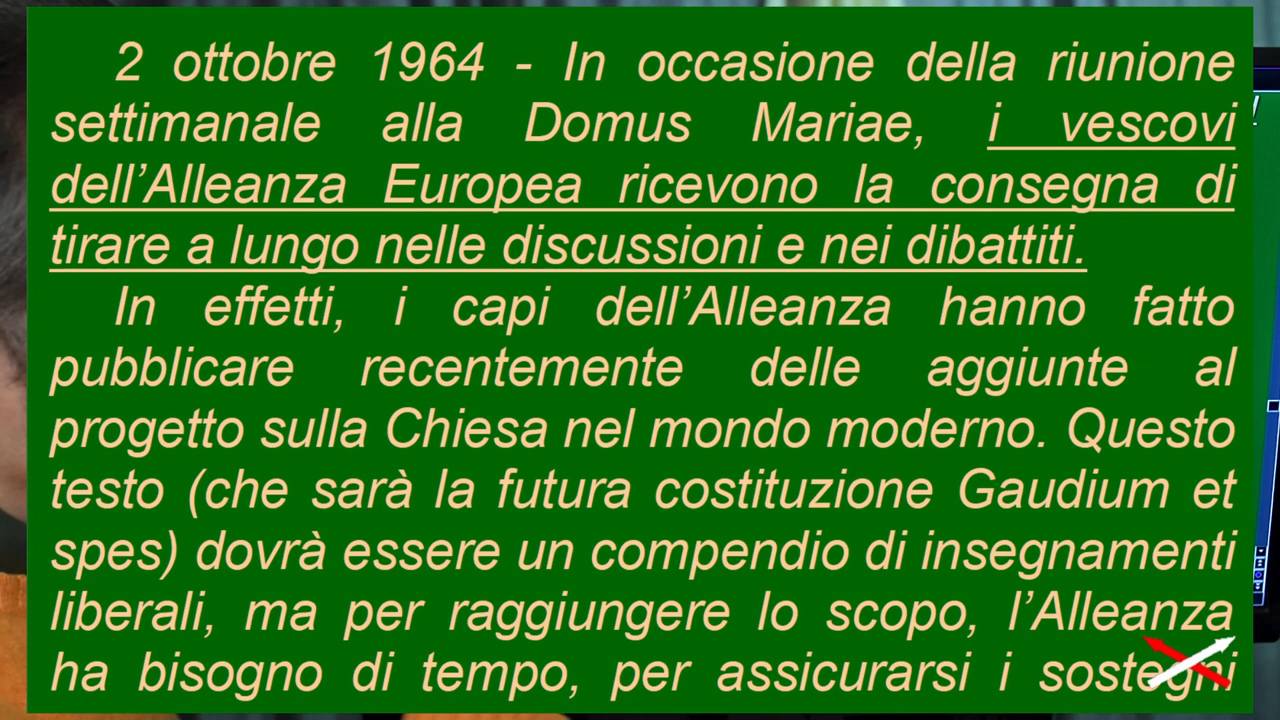 2 ottobre 1964 - In occasione della riunione
settimanale alla Domus Mariae, i vescovi
dell'Alleanza Europea ricevono la consegna di
tirare a lungo nelle discussioni e nei dibattiti.
In effetti, i capi dell'Alleanza hanno fatto
pubblicare recentemente delle aggiunte al
progetto sulla Chiesa nel mondo moderno. Questo
testo (che sarà la futura costituzione Gaudium et
spes) dovrà essere un compendio di insegnamenti
liberali, ma per raggiungere lo scopo, l'Alleanza
ha bisogno di tempo, per assicurarsi i sostegni